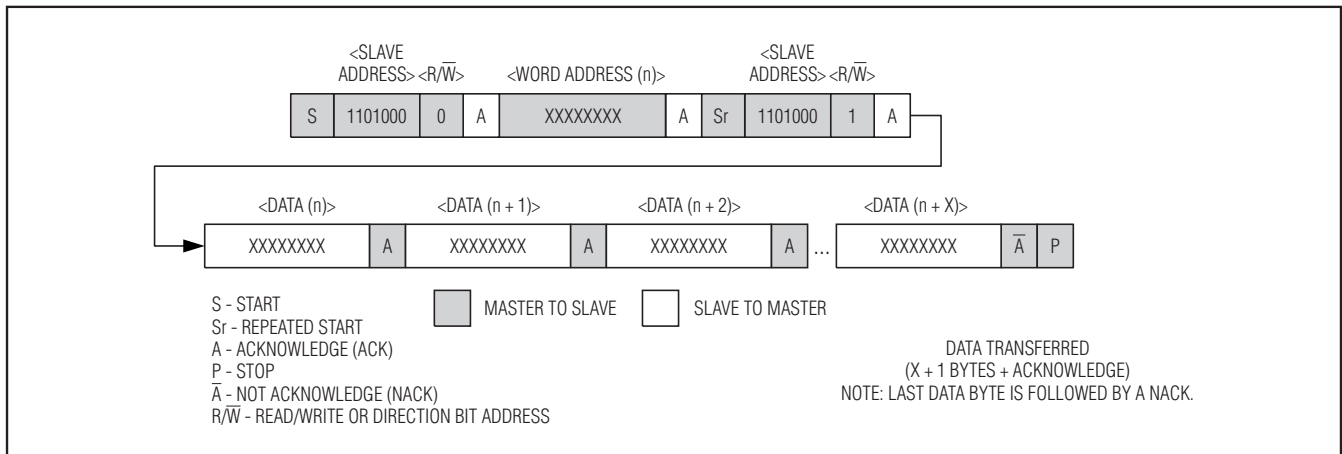 <SLAVE
ADDRESS> <R/W̅> <WORD ADDRESS (n)> <SLAVE
ADDRESS> <R/W̅>
S 1101000 0 A XXXXXXXX A Sr 1101000 1 A
<DATA (n)> <DATA (n + 1)> <DATA (n + 2)> <DATA (n + X)>
XXXXXXXX A XXXXXXXX A XXXXXXXX A ... XXXXXXXX A̅ P
S - START
Sr - REPEATED START
A - ACKNOWLEDGE (ACK)
P - STOP
A̅ - NOT ACKNOWLEDGE (NACK)
R/W̅ - READ/WRITE OR DIRECTION BIT ADDRESS
MASTER TO SLAVE
SLAVE TO MASTER
DATA TRANSFERRED
(X + 1 BYTES + ACKNOWLEDGE)
NOTE: LAST DATA BYTE IS FOLLOWED BY A NACK.